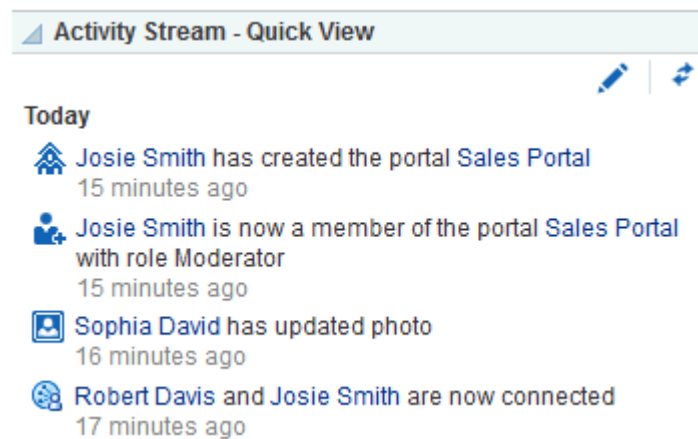 Activity Stream - Quick View
Today
Josie Smith has created the portal Sales Portal
15 minutes ago
Josie Smith is now a member of the portal Sales Portal
with role Moderator
15 minutes ago
Sophia David has updated photo
16 minutes ago
Robert Davis and Josie Smith are now connected
17 minutes ago